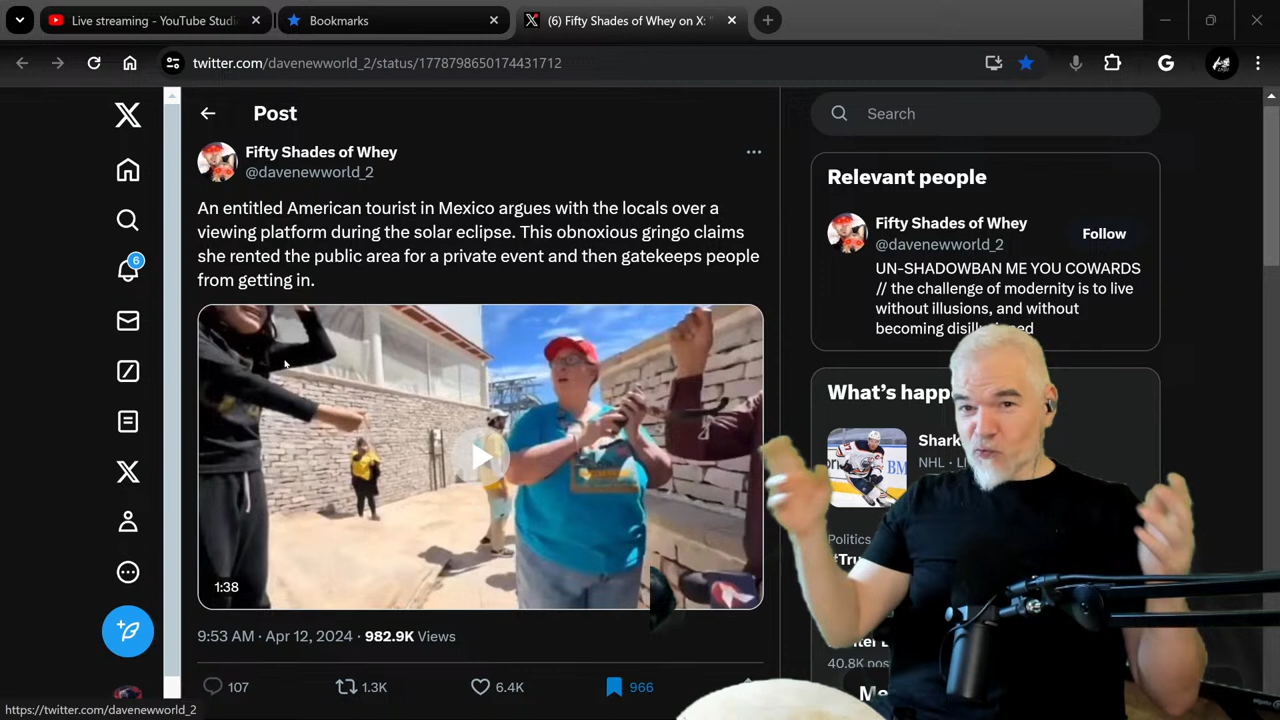 Live streaming - YouTube Studi
Bookmarks
(6) Fifty Shades of Whey on X: "
twitter.com/davenewworld_2/status/1778798650174431712
Post
Search
Fifty Shades of Whey
@davenewworld_2
An entitled American tourist in Mexico argues with the locals over a
viewing platform during the solar eclipse. This obnoxious gringo claims
she rented the public area for a private event and then gatekeeps people
from getting in.
1:38
9:53 AM · Apr 12, 2024 · 982.9K Views
107
1.3K
6.4K
966
6
Relevant people
Fifty Shades of Whey
@davenewworld_2
Follow
UN-SHADOWBAN ME YOU COWARDS
// the challenge of modernity is to live
without illusions, and without
becoming
What's
Shark
NHL
BM
Politics
#Tru
40.8K
https://twitter.com/davenewworld_2